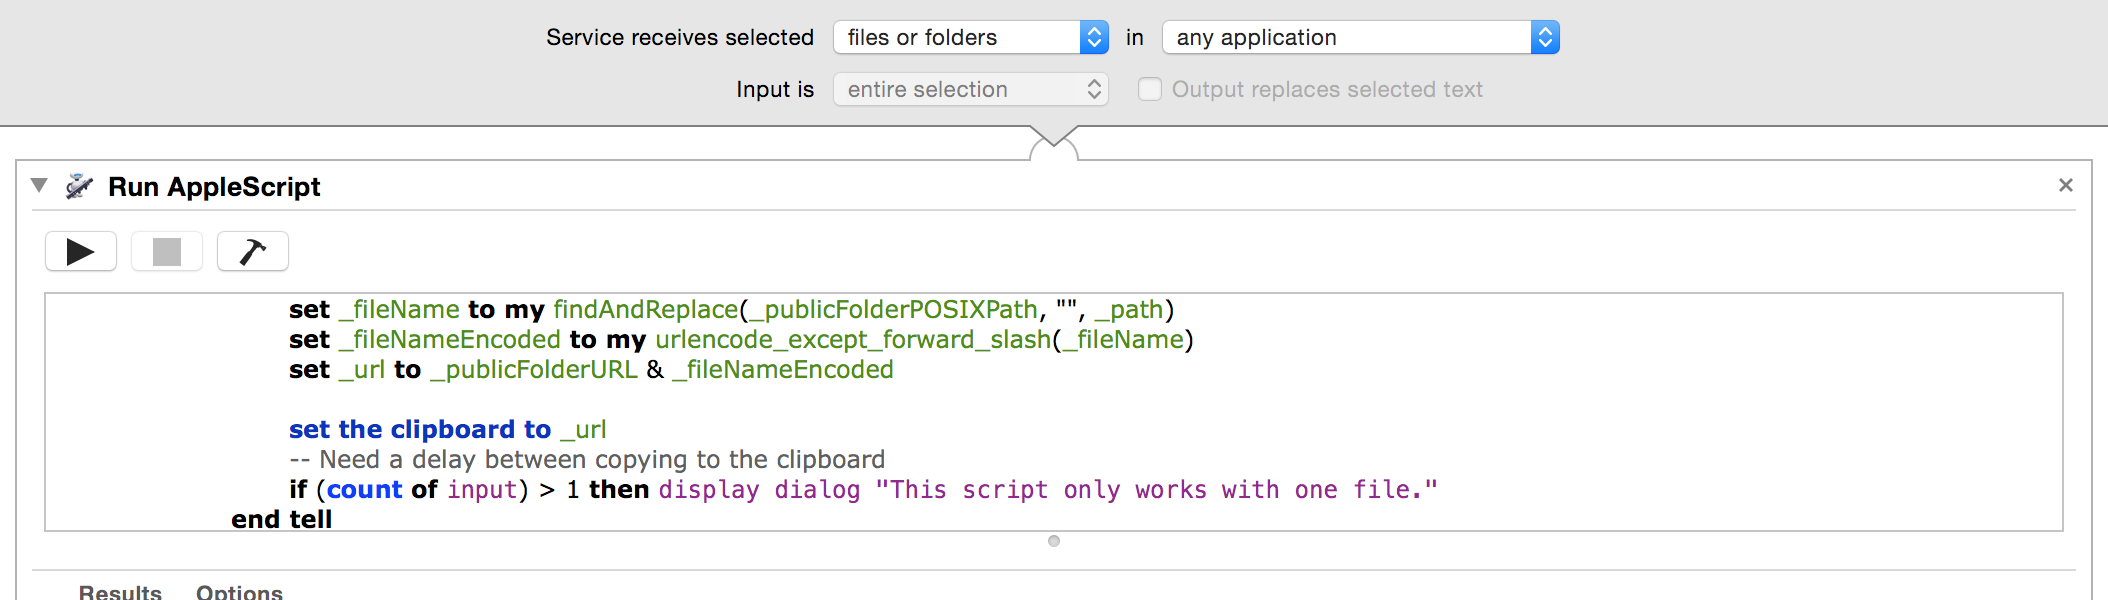 Service receives selected files or folders in any application
Input is entire selection Output replaces selected text
Run AppleScript
set _fileName to my findAndReplace(_publicFolderPOSIXPath, "", _path)
set _fileNameEncoded to my urlencode_except_forward_slash(_fileName)
set _url to _publicFolderURL & _fileNameEncoded
set the clipboard to _url
-- Need a delay between copying to the clipboard
if (count of input) > 1 then display dialog "This script only works with one file."
end tell
Results Options